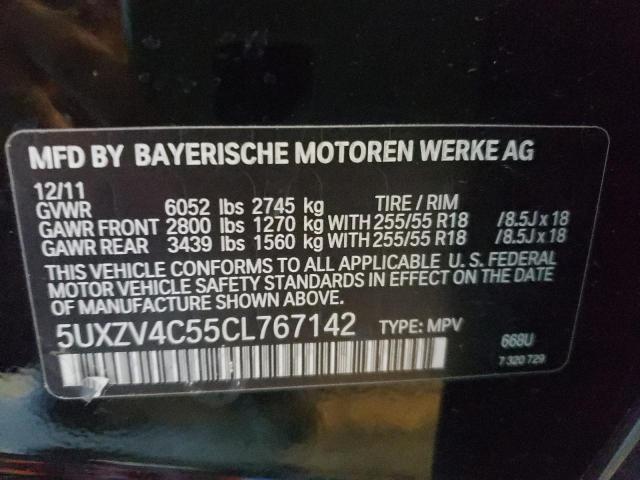 MFD BY BAYERISCHE MOTOREN WERKE AG
12/11
GVWR 6052 lbs 2745 kg TIRE / RIM
GAWR FRONT 2800 lbs 1270 kg WITH 255/55 R18 /8.5J x 18
GAWR REAR 3439 lbs 1560 kg WITH 255/55 R18 /8.5J x 18
THIS VEHICLE CONFORMS TO ALL APPLICABLE U. S. FEDERAL
MOTOR VEHICLE SAFETY STANDARDS IN EFFECT ON THE DATE
OF MANUFACTURE SHOWN ABOVE.
5UXZV4C55CL767142 TYPE: MPV 668U
7 320 729